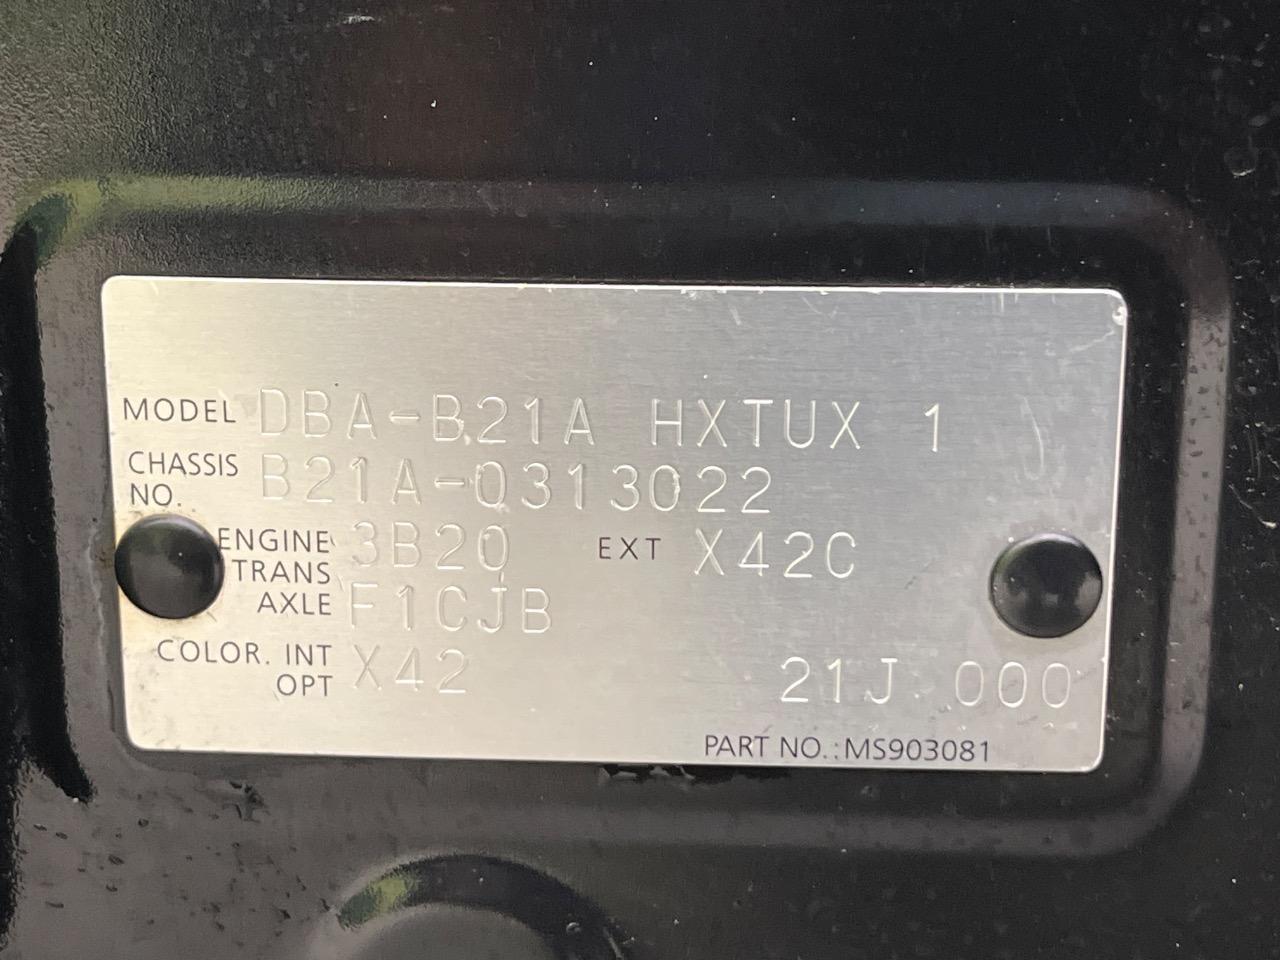 MODEL DBA-B21A HXTUX 1
CHASSIS NO. B21A-0313022
ENGINE 3B20 EXT X42C
TRANS AXLE F1CJB
COLOR. INT OPT X42 21J 000
PART NO.:MS903081